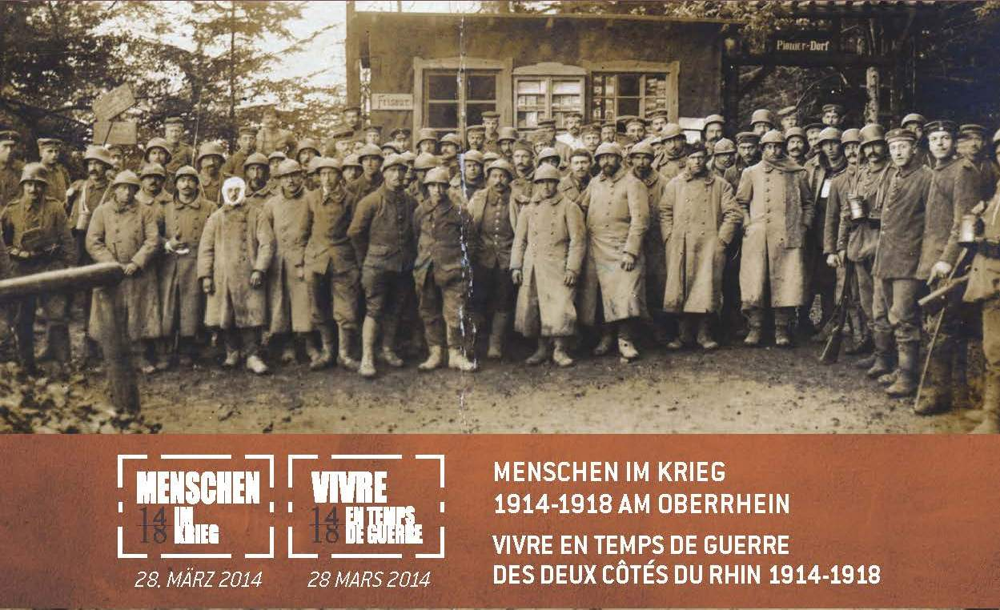 Pionier-Dorf
Friseur
MENSCHEN
14
18
IM
KRIEG
28. MÄRZ 2014
VIVRE
14
18
EN TEMPS
DE GUERRE
28 MARS 2014
MENSCHEN IM KRIEG
1914-1918 AM OBERRHEIN
VIVRE EN TEMPS DE GUERRE
DES DEUX CÔTÉS DU RHIN 1914-1918